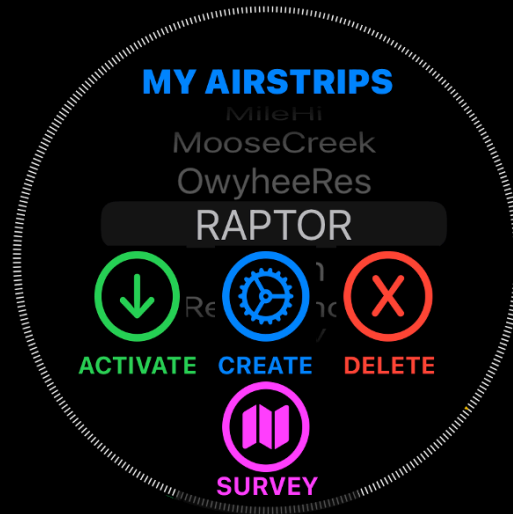 MY AIRSTRIPS
MileHi
MooseCreek
OwyheeRes
RAPTOR
ACTIVATE CREATE DELETE
SURVEY